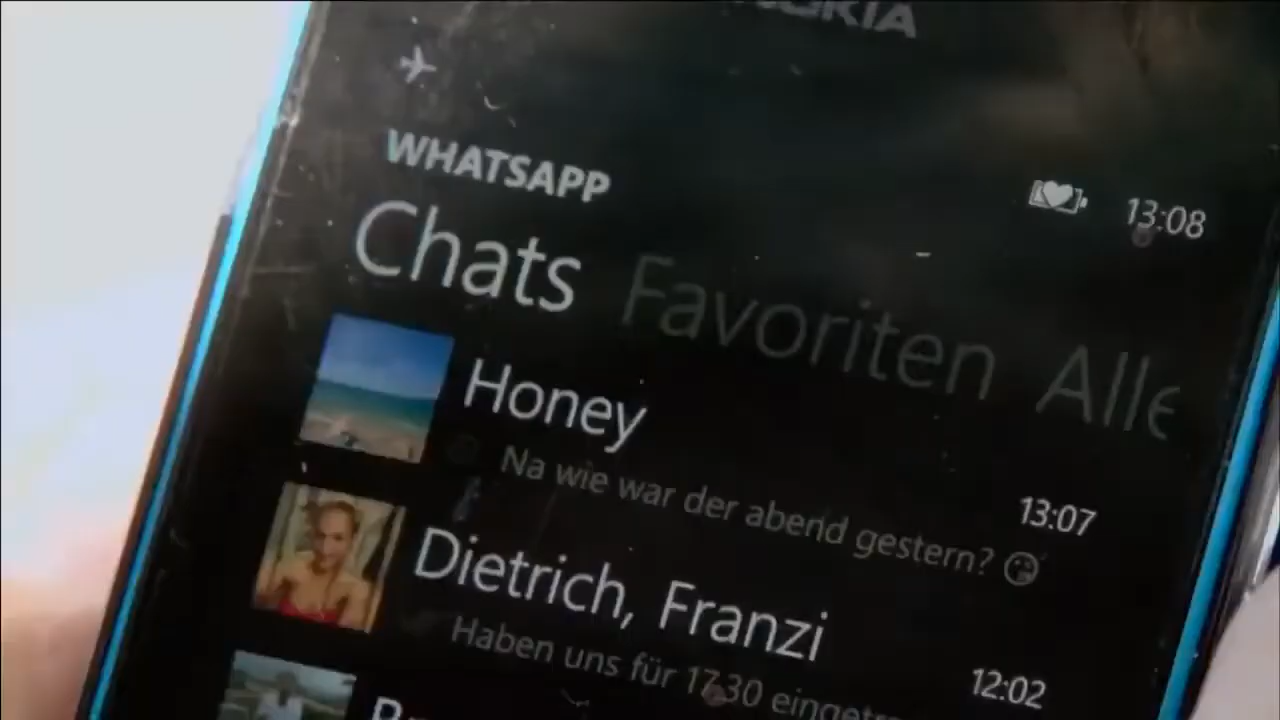 NOKIA
WHATSAPP
13:08
Chats Favoriten Alle
Honey
Na wie war der abend gestern? 13:07
Dietrich, Franzi
Haben uns für 17.30 12:02